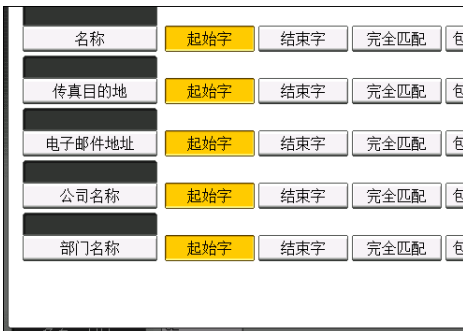 名称 起始字 结束字 完全匹配
传真目的地 起始字 结束字 完全匹配
电子邮件地址 起始字 结束字 完全匹配
公司名称 起始字 结束字 完全匹配
部门名称 起始字 结束字 完全匹配